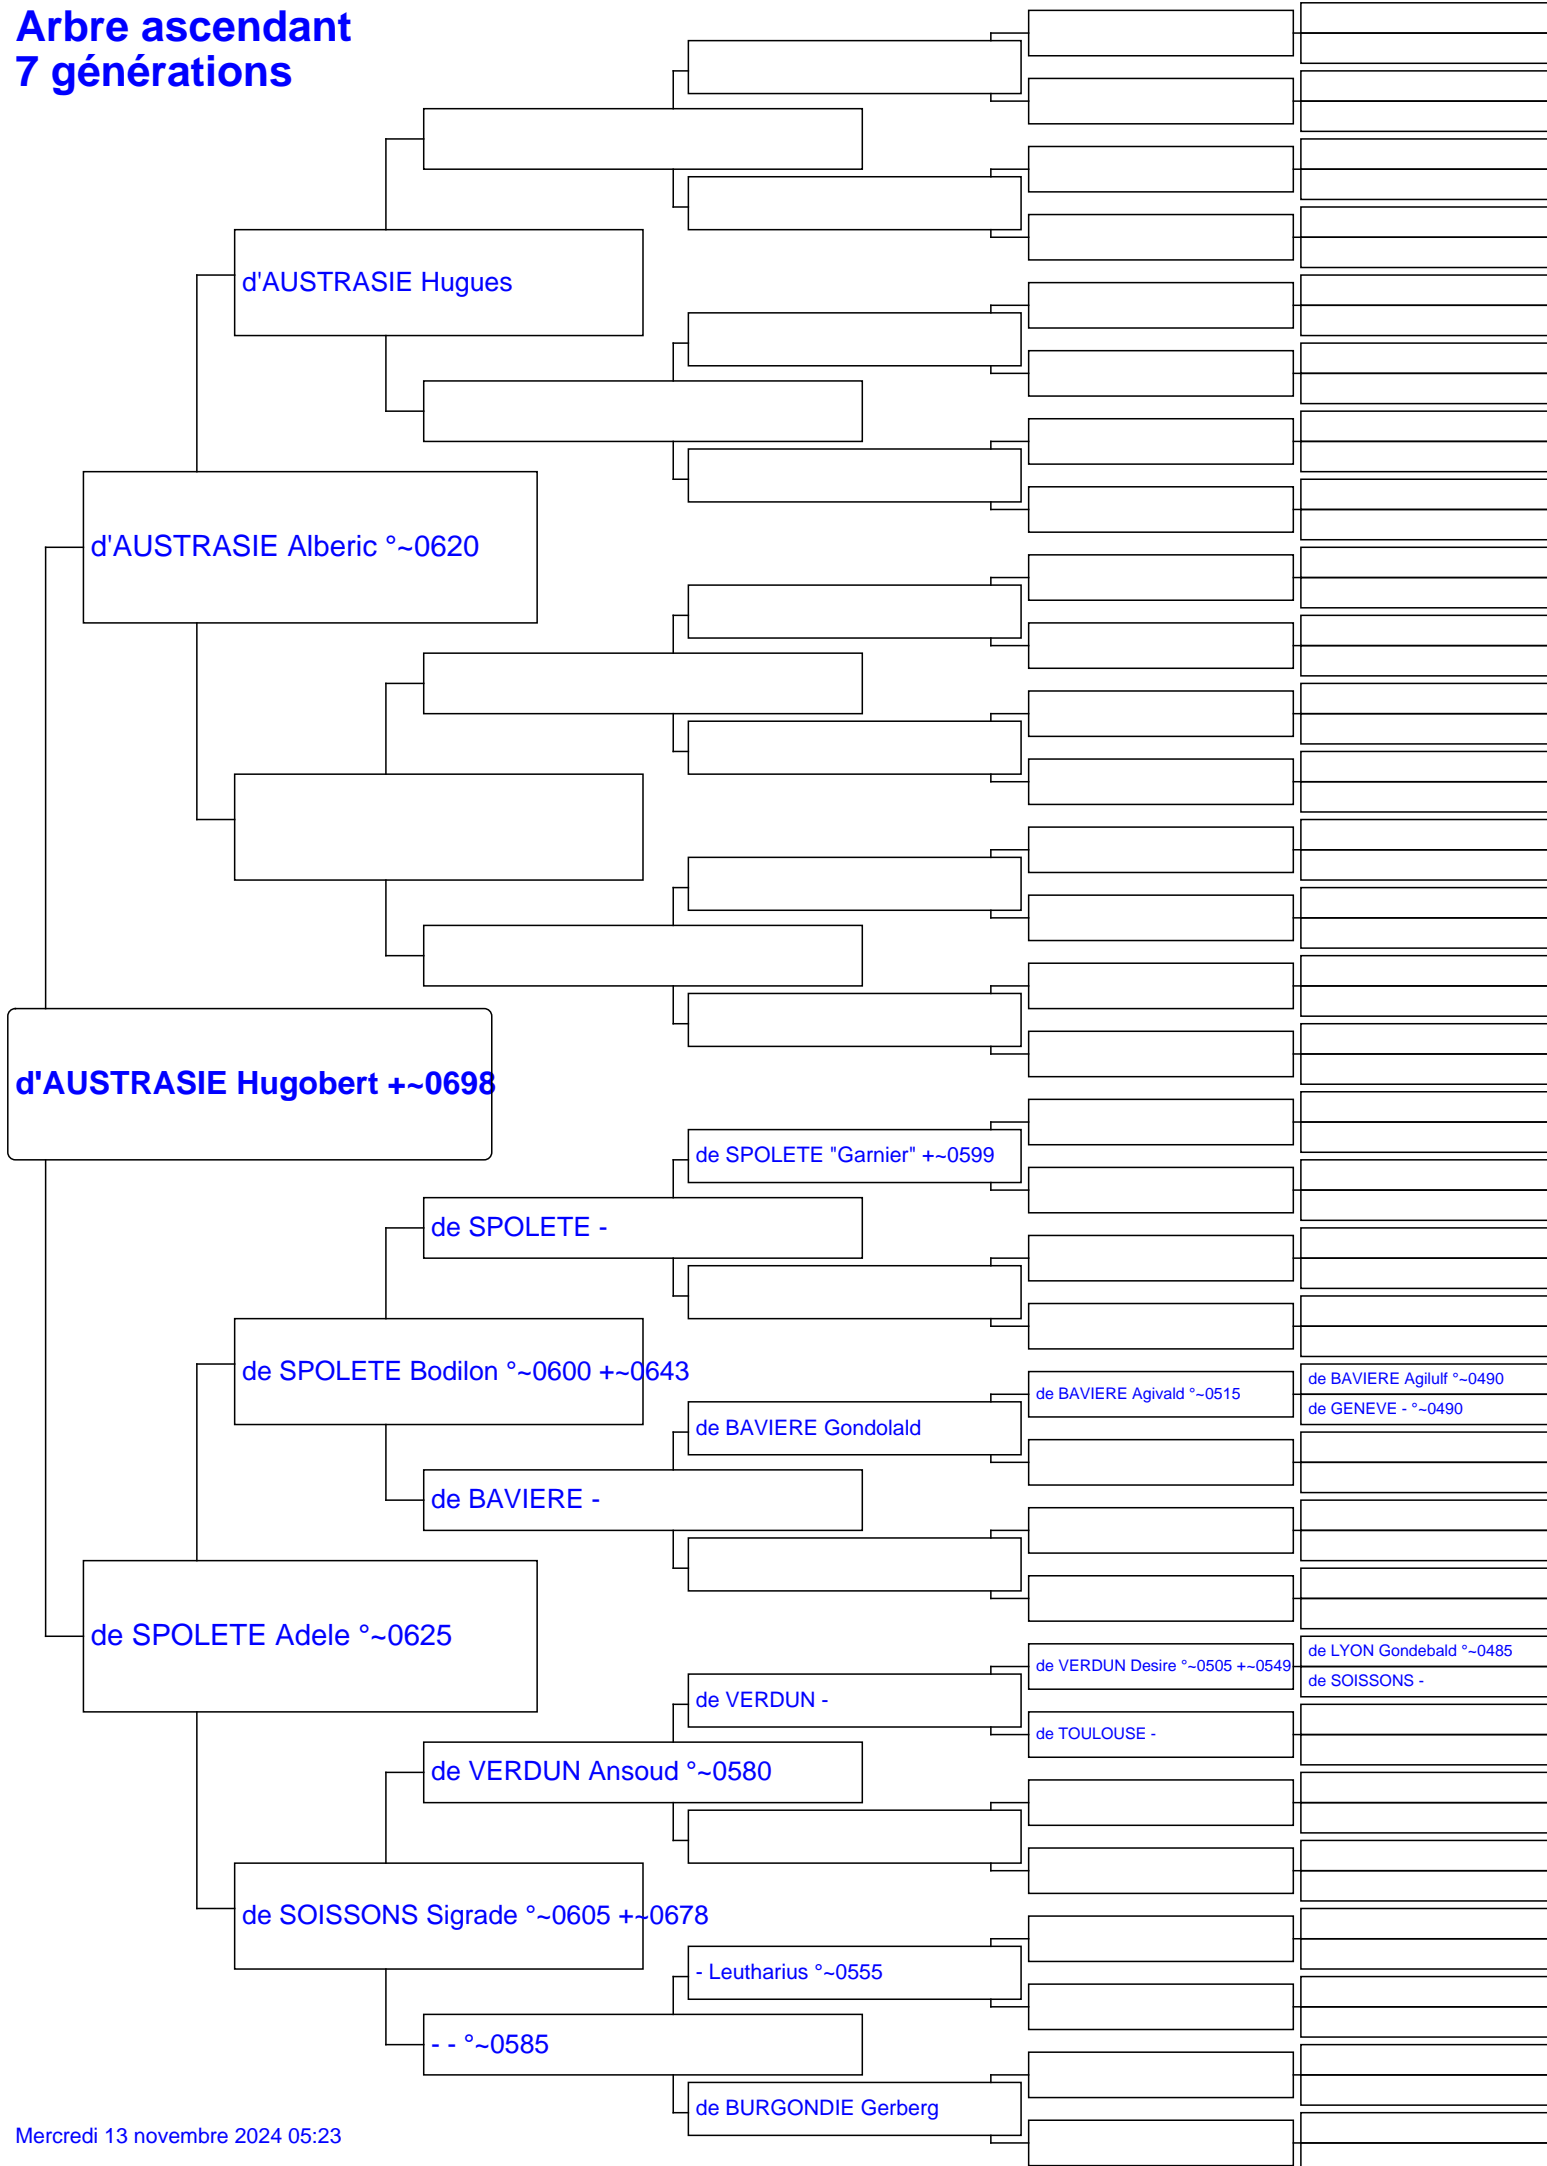 Arbre ascendant
7 générations
d'AUSTRASIE Hugues
d'AUSTRASIE Alberic °~0620
d'AUSTRASIE Hugobert +~0698
de SPOLETE "Garnier" +~0599
de SPOLETE -
de SPOLETE Bodilon °~0600 +~0643
de BAVIERE Agilulf °~0490
de BAVIERE Agivald °~0515
de GENEVE - °~0490
de BAVIERE Gondolald
de BAVIERE -
de SPOLETE Adele °~0625
de LYON Gondebald °~0485
de VERDUN Desire °~0505 +~0549
de SOISSONS -
de VERDUN -
de TOULOUSE -
de VERDUN Ansoud °~0580
de SOISSONS Sigrade °~0605 +~0678
- Leutharius °~0555
- - °~0585
de BURGONDIE Gerberg
Mercredi 13 novembre 2024 05:23